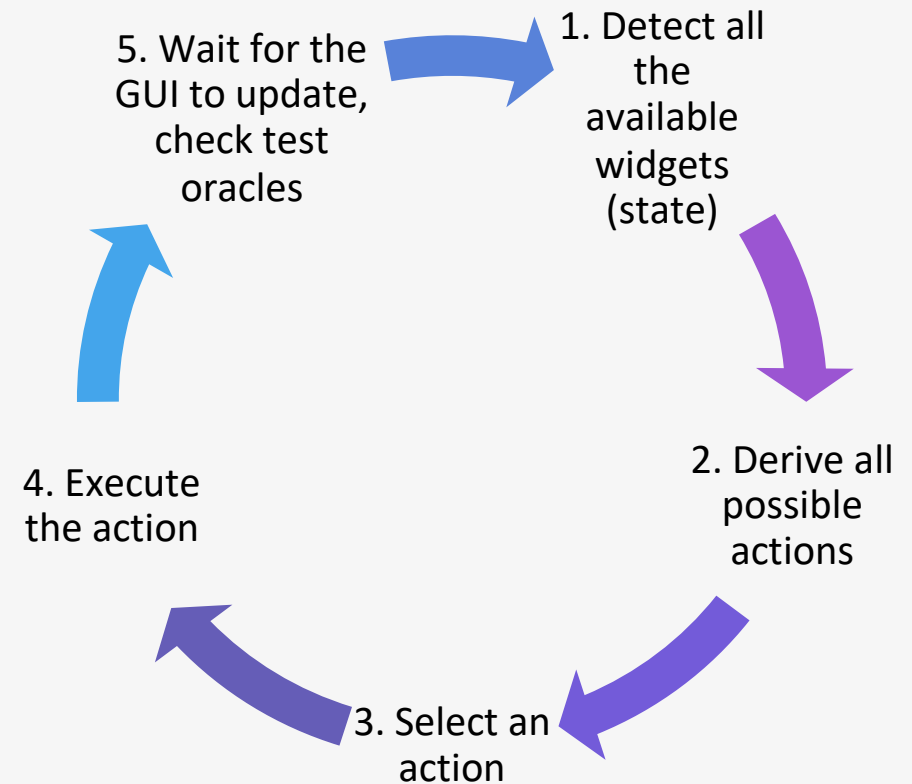 1. Detect all
the
available
widgets
(state)
2. Derive all
possible
actions
3. Select an
action
4. Execute
the action
5. Wait for the
GUI to update,
check test
oracles